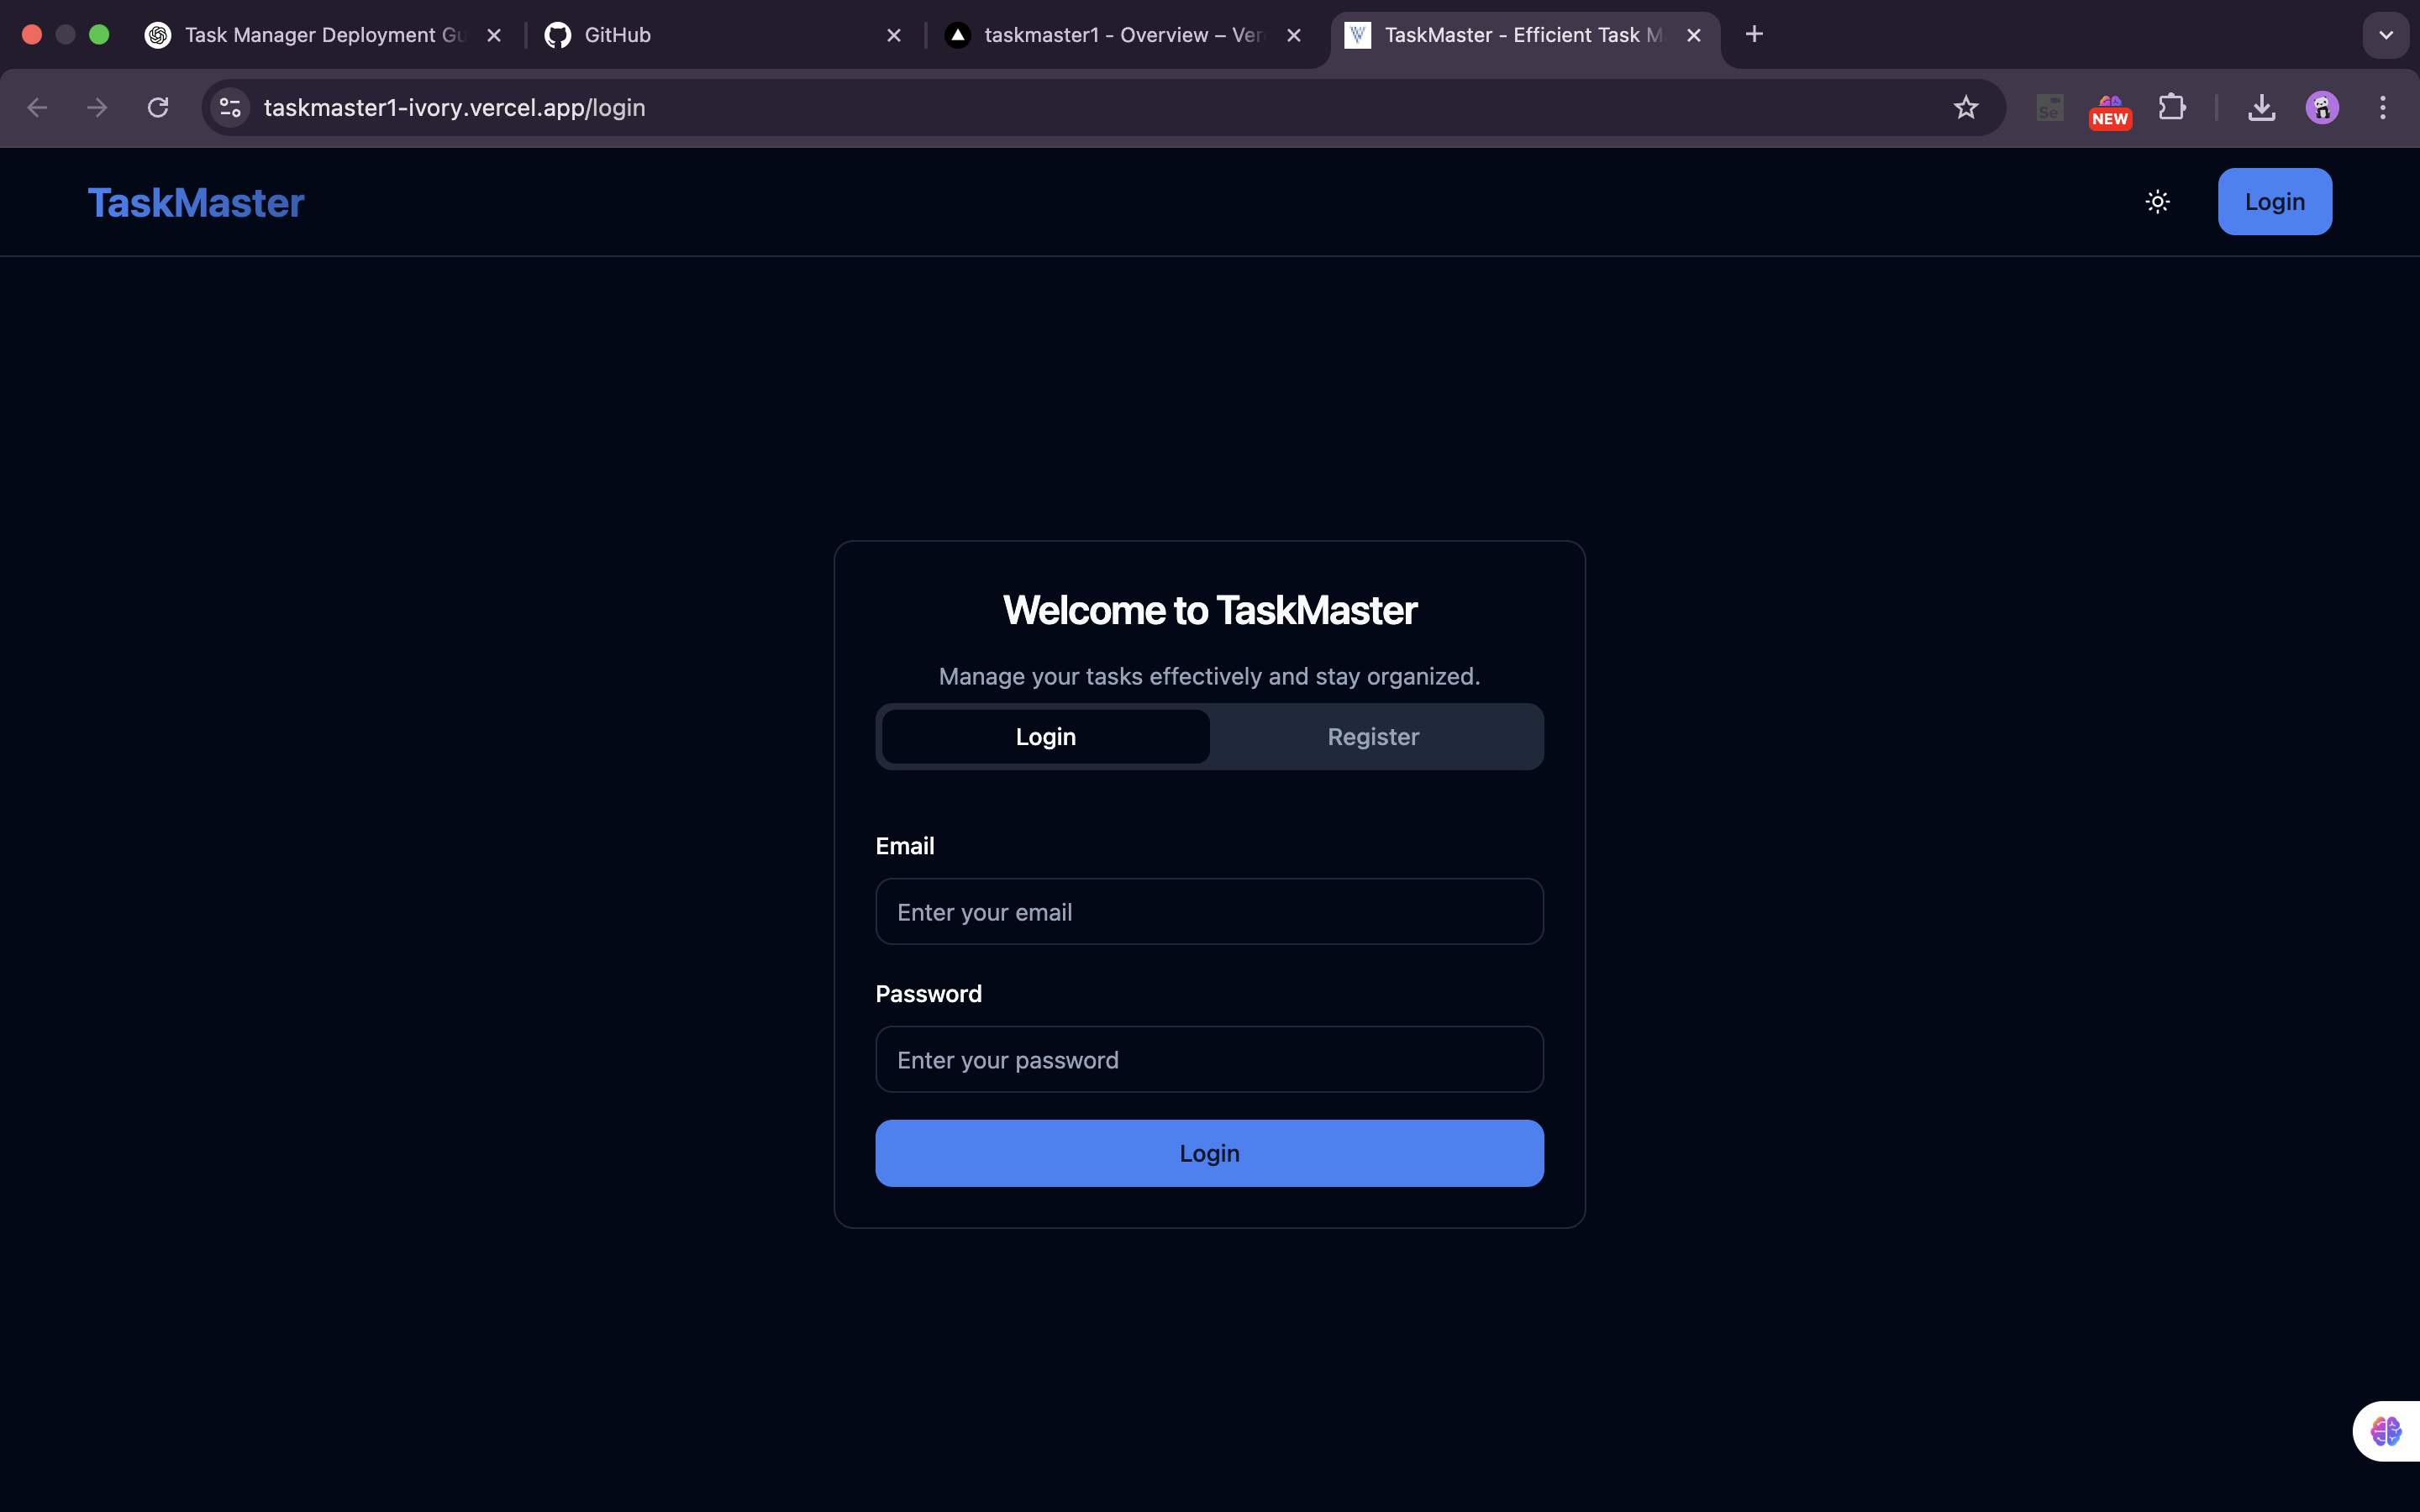 Task Manager Deployment Gu
GitHub
taskmaster1 - Overview – Ver
TaskMaster - Efficient Task M
taskmaster1-ivory.vercel.app/login
Se
NEW
TaskMaster
Login
Welcome to TaskMaster
Manage your tasks effectively and stay organized.
Login Register
Email
Enter your email
Password
Enter your password
Login